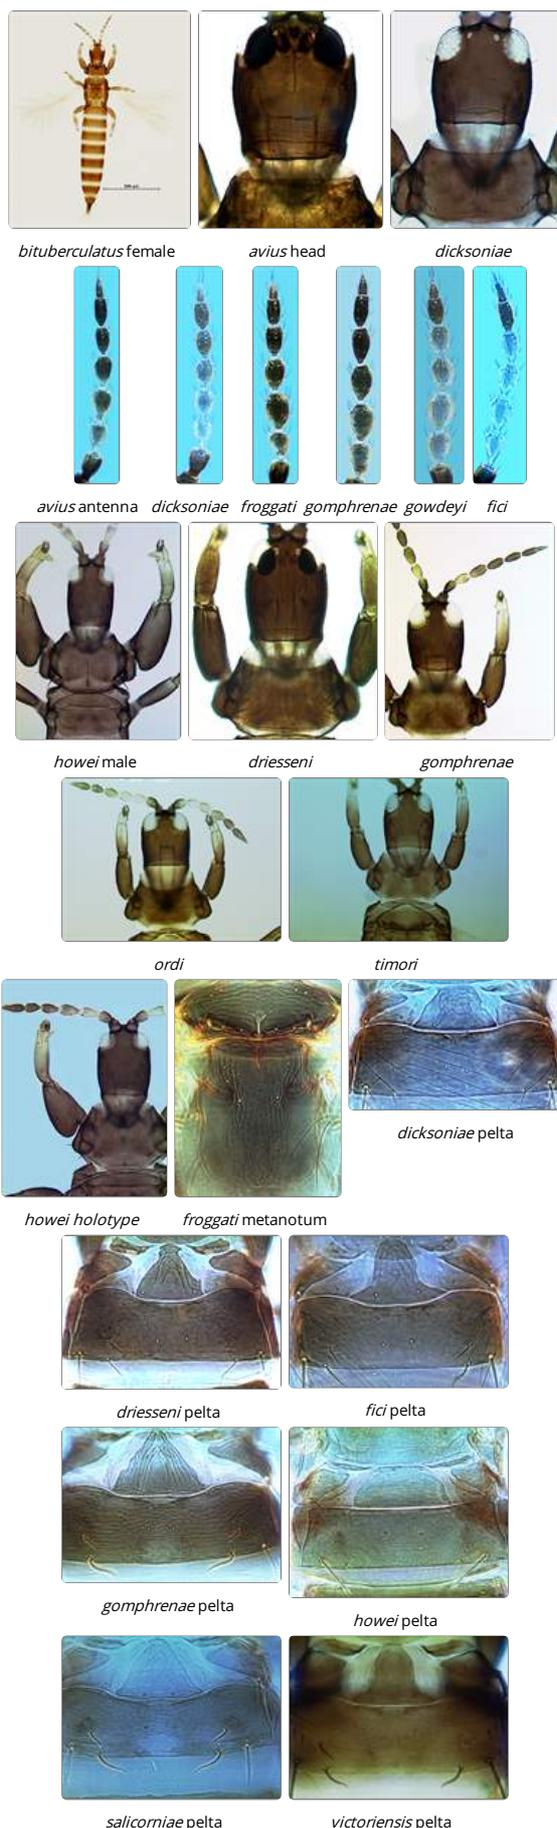 bituberculatus female
avius head
dicksoniae
avius antenna dicksoniae froggati gomphrenae gowdeyi fici
howei male
driesseni
gomphrenae
ordi
timori
dicksoniae pelta
howei holotype
froggati metanotum
driesseni pelta
fici pelta
gomphrenae pelta
howei pelta
salicorniae pelta
victoriensis pelta